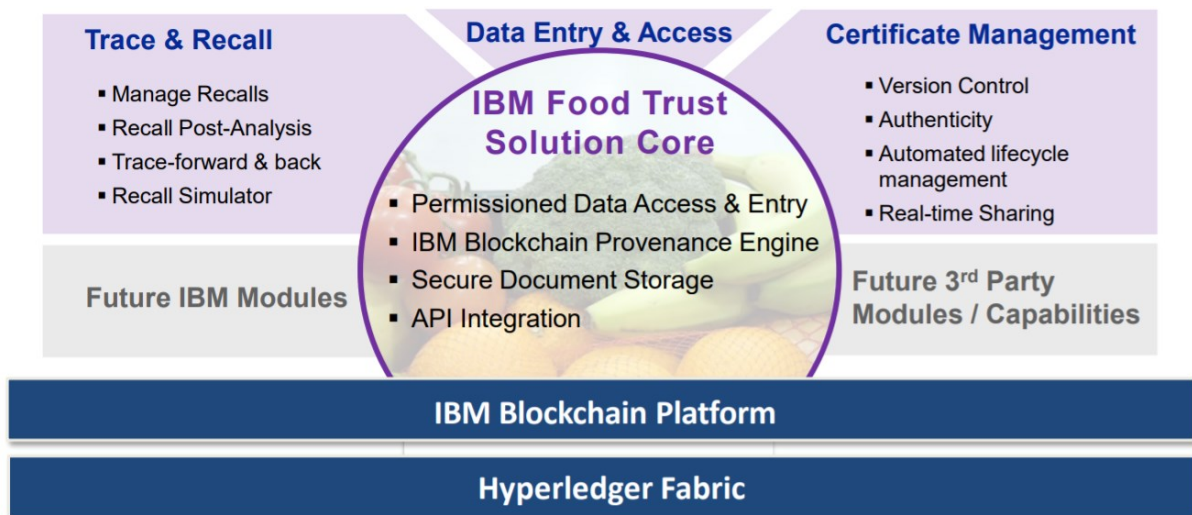 Trace & Recall
▪ Manage Recalls
▪ Recall Post-Analysis
▪ Trace-forward & back
▪ Recall Simulator
Data Entry & Access
Certificate Management
▪ Version Control
▪ Authenticity
▪ Automated lifecycle
management
▪ Real-time Sharing
IBM Food Trust
Solution Core
▪ Permissioned Data Access & Entry
▪ IBM Blockchain Provenance Engine
▪ Secure Document Storage
▪ API Integration
Future IBM Modules
Future 3rd Party
Modules / Capabilities
IBM Blockchain Platform
Hyperledger Fabric